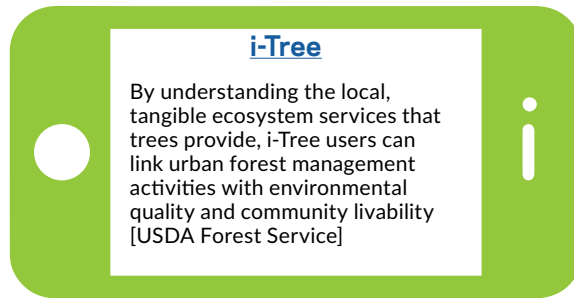 i-Tree
By understanding the local,
tangible ecosystem services that
trees provide, i-Tree users can
link urban forest management
activities with environmental
quality and community livability
[USDA Forest Service]